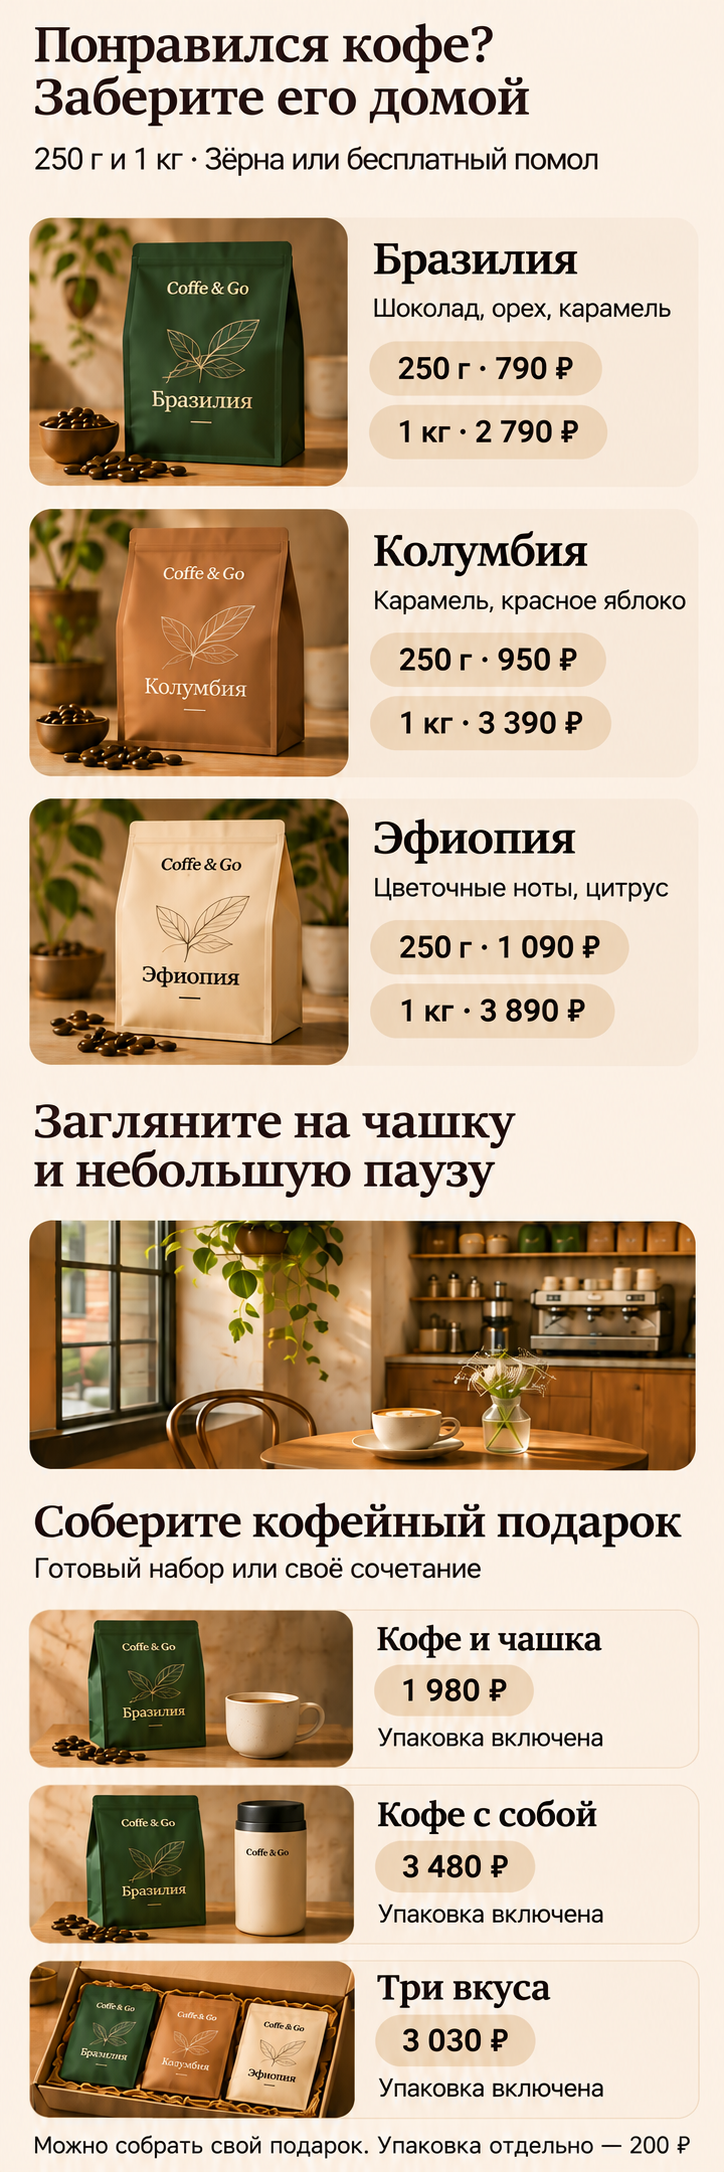 Понравился кофе?
Заберите его домой
250 г и 1 кг · Зёрна или бесплатный помол
Coffe & Go
Бразилия
Бразилия
Шоколад, орех, карамель
250 г · 790 ₽
1 кг · 2 790 ₽
Coffe & Go
Колумбия
Колумбия
Карамель, красное яблоко
250 г · 950 ₽
1 кг · 3 390 ₽
Coffe & Go
Эфиопия
Эфиопия
Цветочные ноты, цитрус
250 г · 1 090 ₽
1 кг · 3 890 ₽
Загляните на чашку
и небольшую паузу
Соберите кофейный подарок
Готовый набор или своё сочетание
Coffe & Go
Бразилия
Кофе и чашка
1 980 ₽
Упаковка включена
Coffe & Go
Бразилия
Coffe & Go
Кофе с собой
3 480 ₽
Упаковка включена
Coffe & Go
Бразилия
Coffe & Go
Колумбия
Coffe & Go
Эфиопия
Три вкуса
3 030 ₽
Упаковка включена
Можно собрать свой подарок. Упаковка отдельно — 200 ₽